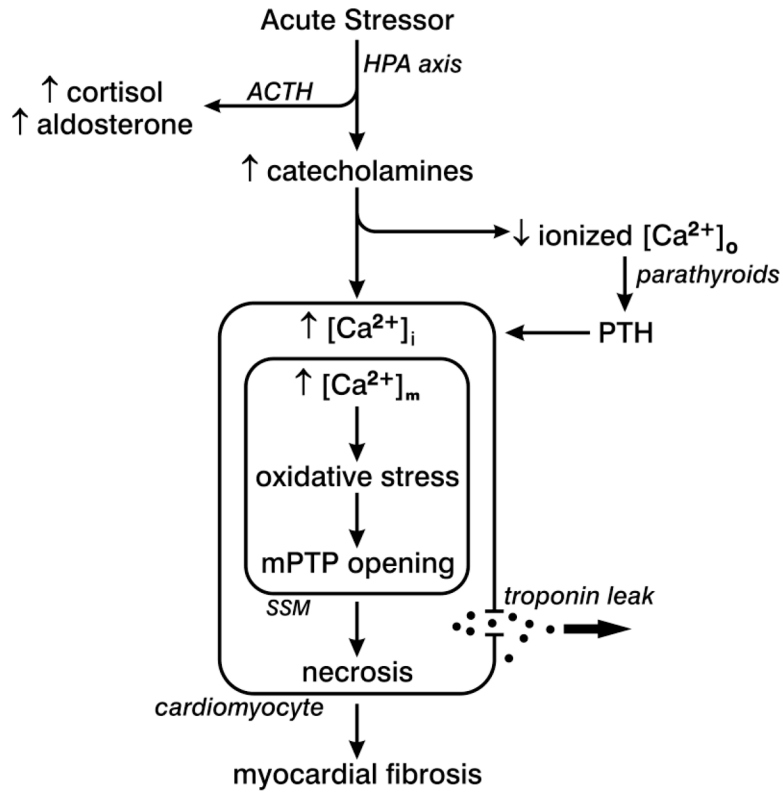 Acute Stressor
HPA axis
ACTH
↑ cortisol
↑ aldosterone
↑ catecholamines
↓ ionized [Ca²⁺]ₒ
parathyroids
PTH
↑ [Ca²⁺]ᵢ
↑ [Ca²⁺]ₘ
oxidative stress
mPTP opening
SSM
troponin leak
necrosis
cardiomyocyte
myocardial fibrosis